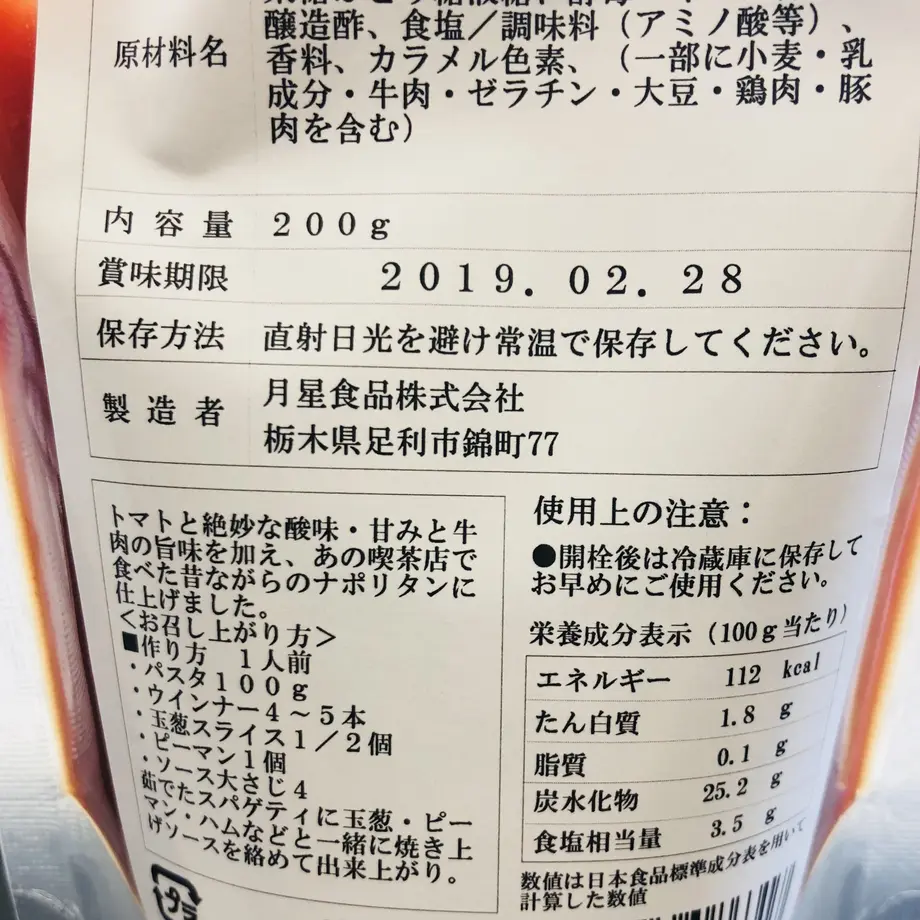 醸造酢、食塩／調味料（アミノ酸等）、
原材料名
香料、カラメル色素、（一部に小麦・乳
成分・牛肉・ゼラチン・大豆・鶏肉・豚
肉を含む）
内容量 200g
賞味期限 2019.02.28
保存方法 直射日光を避け常温で保存してください。
製造者 月星食品株式会社
栃木県足利市錦町77
トマトと絶妙な酸味・甘みと牛
肉の旨味を加え、あの喫茶店で
食べた昔ながらのナポリタンに
仕上げました。
＜お召し上がり方＞
■作り方 1人前
・パスタ100g
・ウインナー4～5本
・玉葱スライス1／2個
・ピーマン1個
・ソース大さじ4
茹でたスパゲティに玉葱・ピー
マン・ハムなどと一緒に焼き上
げソースを絡めて出来上がり。
使用上の注意：
●開栓後は冷蔵庫に保存して
お早めにご使用ください。
栄養成分表示（100g当たり）
エネルギー 112 kcal
たん白質 1.8 g
脂質 0.1 g
炭水化物 25.2 g
食塩相当量 3.5 g
数値は日本食品標準成分表を用いて
計算した数値
プラ